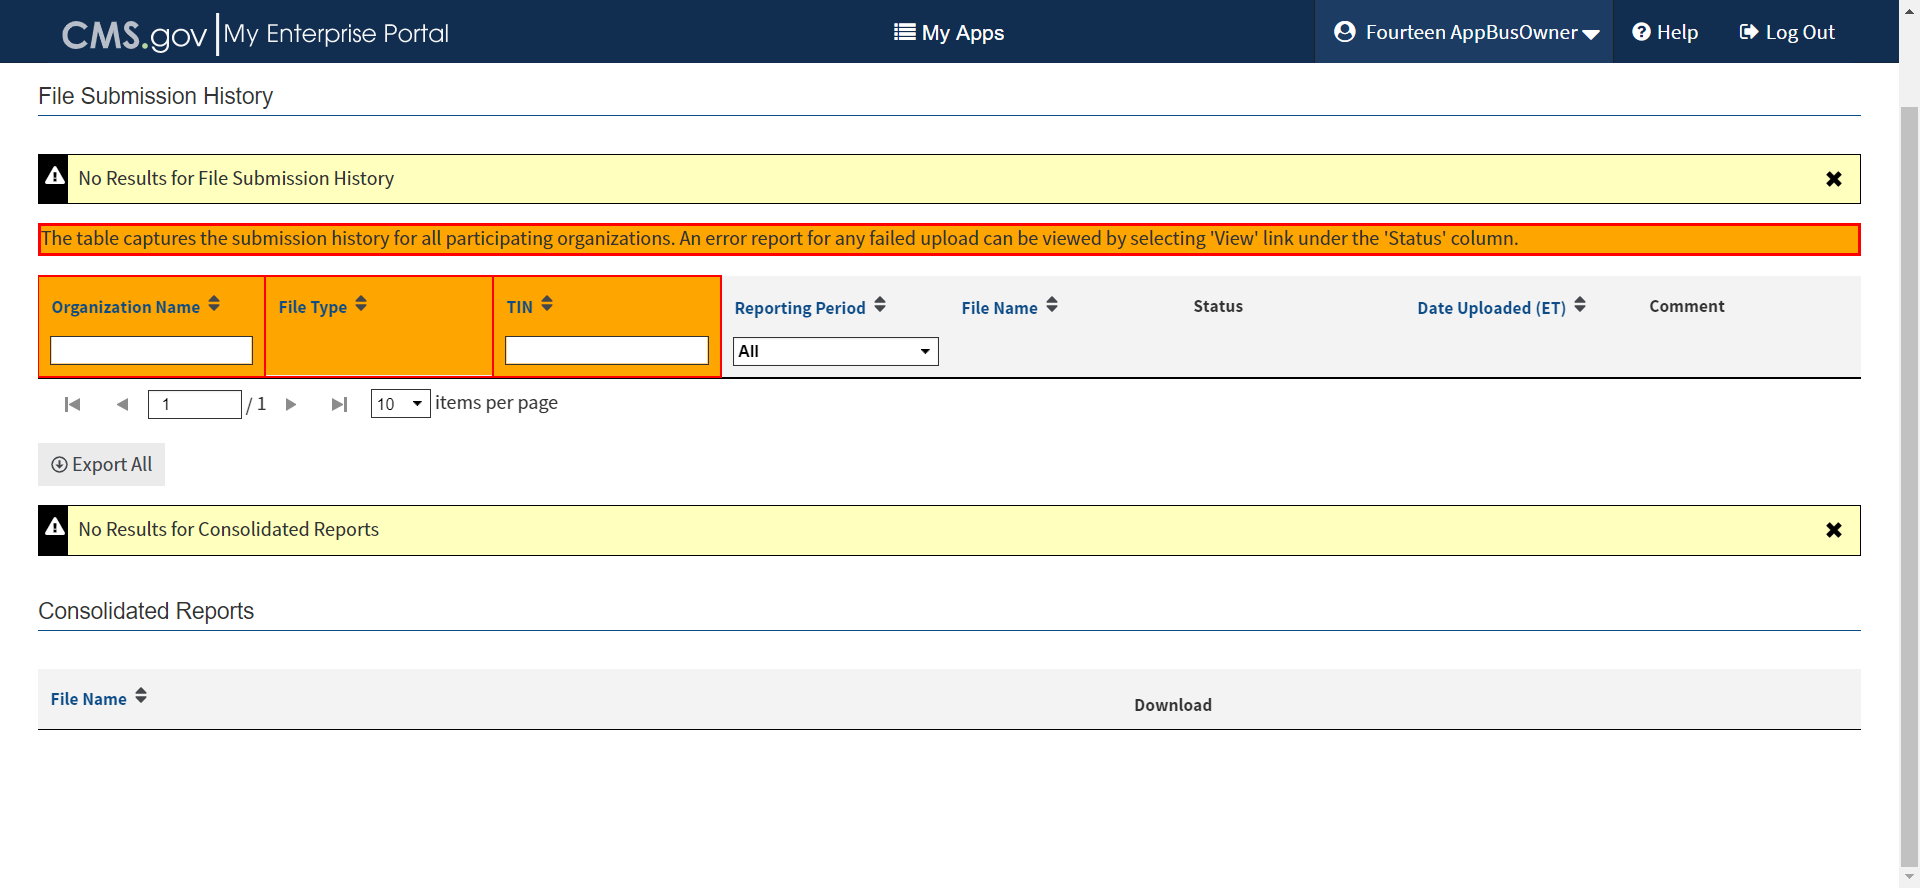 CMS.gov My Enterprise Portal My Apps Fourteen AppBusOwner Help Log Out
File Submission History
No Results for File Submission History
The table captures the submission history for all participating organizations. An error report for any failed upload can be viewed by selecting 'View' link under the 'Status' column.
Organization Name File Type TIN Reporting Period File Name Status Date Uploaded (ET) Comment
All
1 / 1 10 items per page
Export All
No Results for Consolidated Reports
Consolidated Reports
File Name Download